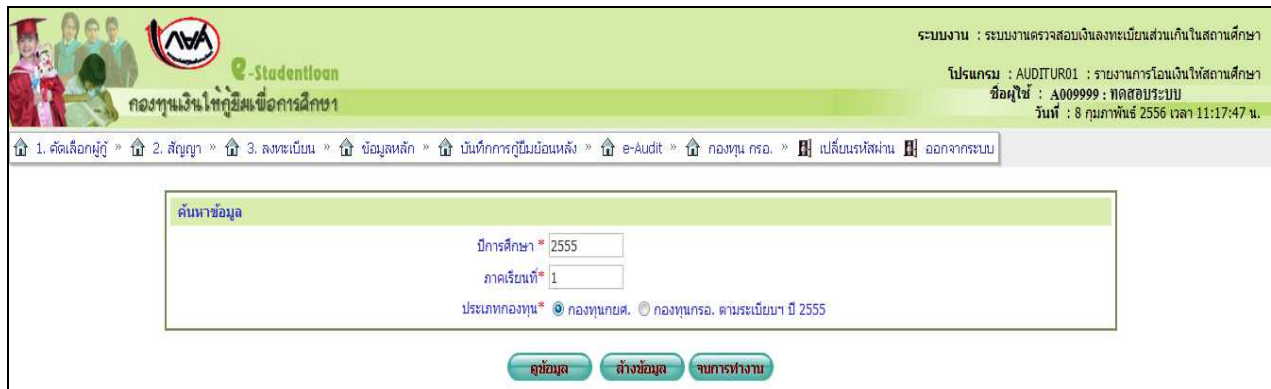 กยศ
e-Studentloan
กองทุนเงินให้กู้ยืมเพื่อการศึกษา
ระบบงาน : ระบบงานตรวจสอบเงินลงทะเบียนส่วนเกินในสถานศึกษา
โปรแกรม : AUDITUR01 : รายงานการโอนเงินให้สถานศึกษา
ชื่อผู้ใช้ : A009999 : ทดสอบระบบ
วันที่ : 8 กุมภาพันธ์ 2556 เวลา 11:17:47 น.
1. คัดเลือกผู้กู้ » 2. สัญญา » 3. ลงทะเบียน » ข้อมูลหลัก » บันทึกการกู้ยืมย้อนหลัง » e-Audit » กองทุน กรอ. » เปลี่ยนรหัสผ่าน ออกจากระบบ
ค้นหาข้อมูล
ปีการศึกษา * 2555
ภาคเรียนที่* 1
ประเภทกองทุน* กองทุนกยศ. กองทุนกรอ. ตามระเบียบฯ ปี 2555
ดูข้อมูล ล้างข้อมูล จบการทำงาน